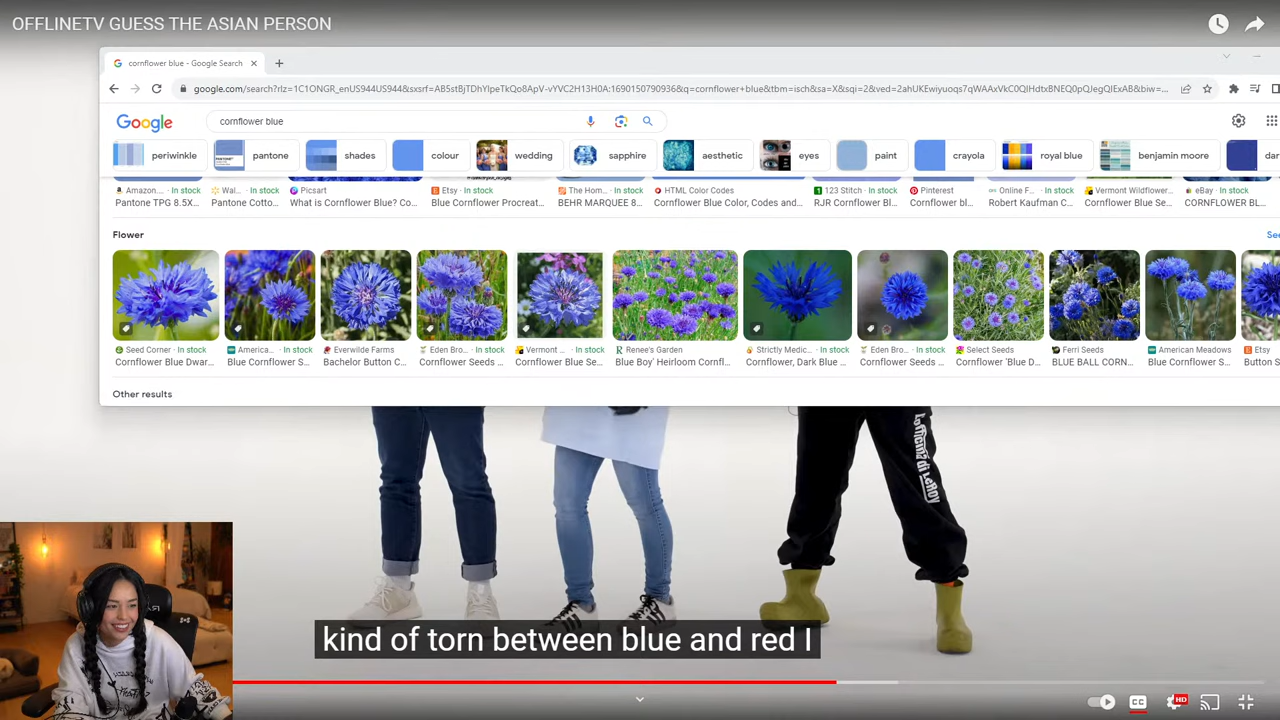 OFFLINETV GUESS THE ASIAN PERSON
cornflower blue - Google Search
google.com/search?rlz=1C1ONGR_enUS944US944&sxsrf=AB5stBjTDhYlpeTkQo8ApV-vYVC2H13H0A:1690150790936&q=cornflower+blue&tbm=isch&sa=X&sqi=2&ved=2ahUKEwiyuoqs7qWAAxVkC0QIHdtxBNEQ0pQJegQIExAB&biw=...
Google
cornflower blue
periwinkle pantone shades colour wedding sapphire aesthetic eyes paint crayola royal blue benjamin moore dar
Amazon... · In stock Wal... · In stock Picsart Etsy · In stock The Hom... · In stock HTML Color Codes 123 Stitch · In stock Pinterest Online F... · In stock Vermont Wildflower... eBay · In stock
Pantone TPG 8.5X... Pantone Cotto... What is Cornflower Blue? Co... Blue Cornflower Procreat... BEHR MARQUEE 8... Cornflower Blue Color, Codes and... RJR Cornflower Bl... Cornflower Bl... Robert Kaufman C... Cornflower Blue Se... CORNFLOWER BL...
Flower
See
Seed Corner · In stock America... · In stock Everwilde Farms Eden Bro... · In stock Vermont ... · In stock Renee's Garden Strictly Medic... · In stock Eden Bro... · In stock Select Seeds Ferri Seeds American Meadows Etsy
Cornflower Blue Dwar... Blue Cornflower S... Bachelor Button C... Cornflower Seeds ... Cornflower Blue Se... Blue Boy' Heirloom Cornfl... Cornflower, Dark Blue ... Cornflower Seeds ... Cornflower 'Blue D... BLUE BALL CORN... Blue Cornflower S... Button S
Other results
kind of torn between blue and red I
CC
HD